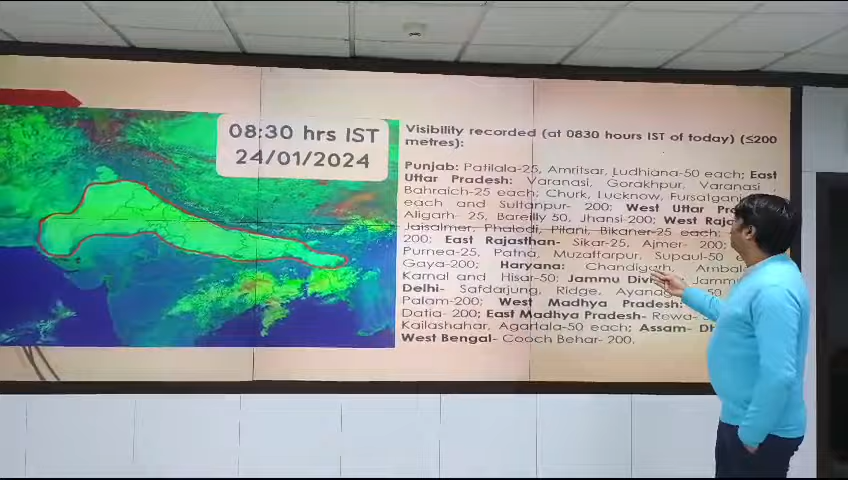 08:30 hrs IST
24/01/2024
Visibility recorded (at 0830 hours IST of today) (≤200
metres):
Punjab: Patilala-25, Amritsar, Ludhiana-50 each; East
Uttar Pradesh: Varanasi, Gorakhpur, Varanasi
Bahraich-25 each; Churk, Lucknow, Fursatganj
each and Sultanpur- 200; West Uttar
Aligarh- 25, Bareilly 50, Jhansi-200; West
Jaisalmer, Phalodi, Pilani, Bikaner-25 each;
200; East Rajasthan- Sikar-25, Ajmer- 200;
Purnea-25, Patna, Muzaffarpur, Supaul-50
Gaya-200; Haryana: Chandigarh,
Karnal and Hisar-50; Jammu
Delhi- Safdarjung, Ridge, 50
Palam-200; West Madhya Pradesh-
Datia- 200; East Madhya Pradesh- Rewa-
Kailashahar, Agartala-50 each; Assam-
West Bengal- Cooch Behar- 200.